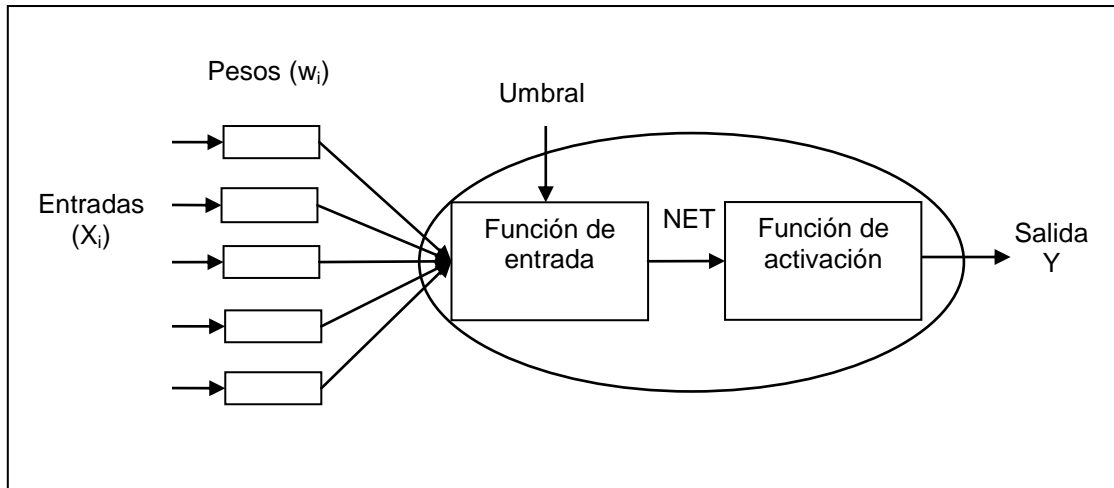 Pesos (wᵢ)
Umbral
Entradas
(Xᵢ)
Función de
entrada
NET
Función de
activación
Salida
Y